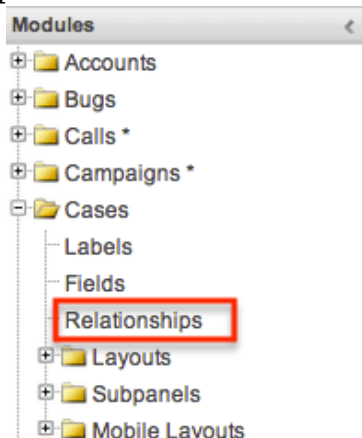 Modules
Accounts
Bugs
Calls *
Campaigns *
Cases
Labels
Fields
Relationships
Layouts
Subpanels
Mobile Layouts